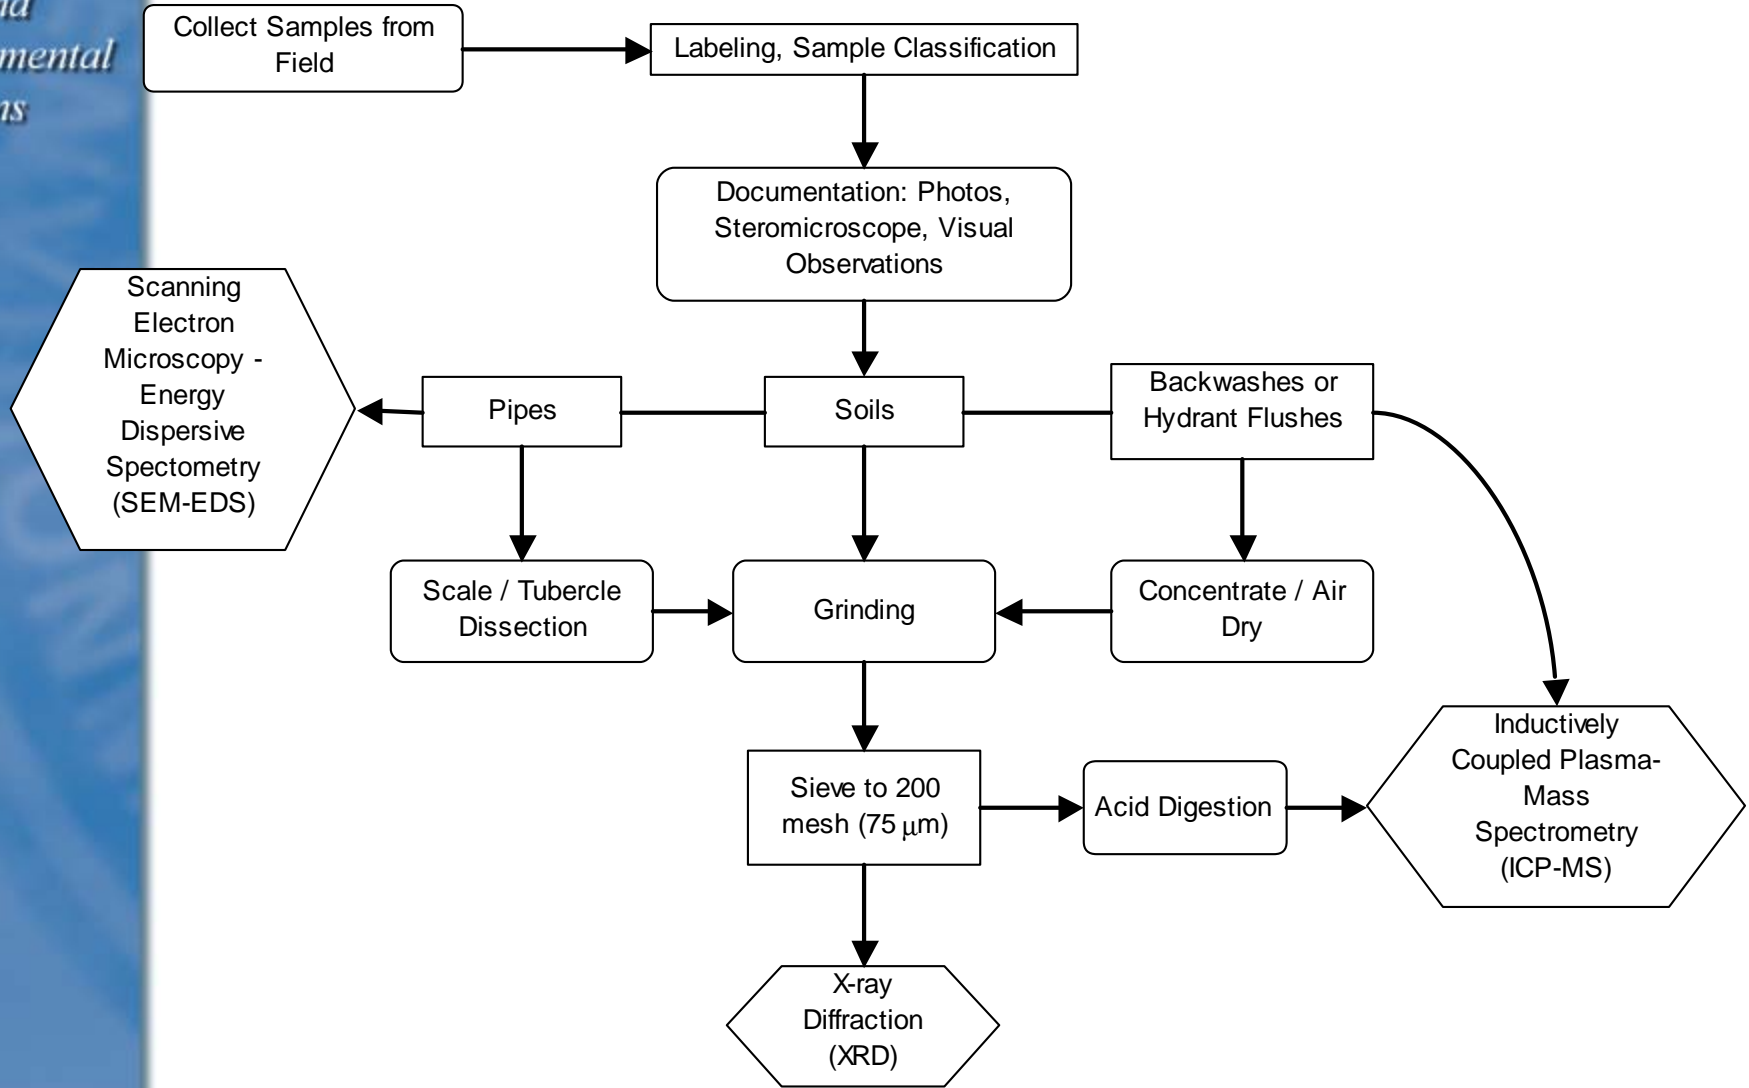 mental
Collect Samples from
Field
Labeling, Sample Classification
Documentation: Photos,
Steromicroscope, Visual
Observations
Scanning
Electron
Microscopy -
Energy
Dispersive
Spectometry
(SEM-EDS)
Pipes
Soils
Backwashes or
Hydrant Flushes
Scale / Tubercle
Dissection
Grinding
Concentrate / Air
Dry
Sieve to 200
mesh (75 μm)
Acid Digestion
Inductively
Coupled Plasma-
Mass
Spectrometry
(ICP-MS)
X-ray
Diffraction
(XRD)